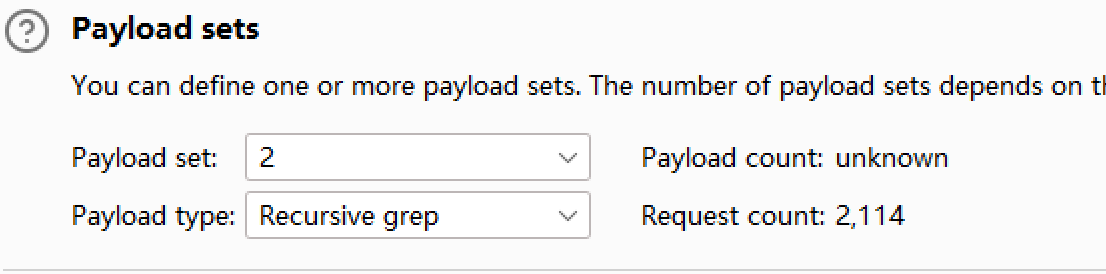 Payload sets
You can define one or more payload sets. The number of payload sets depends on
Payload set: 2 Payload count: unknown
Payload type: Recursive grep Request count: 2,114